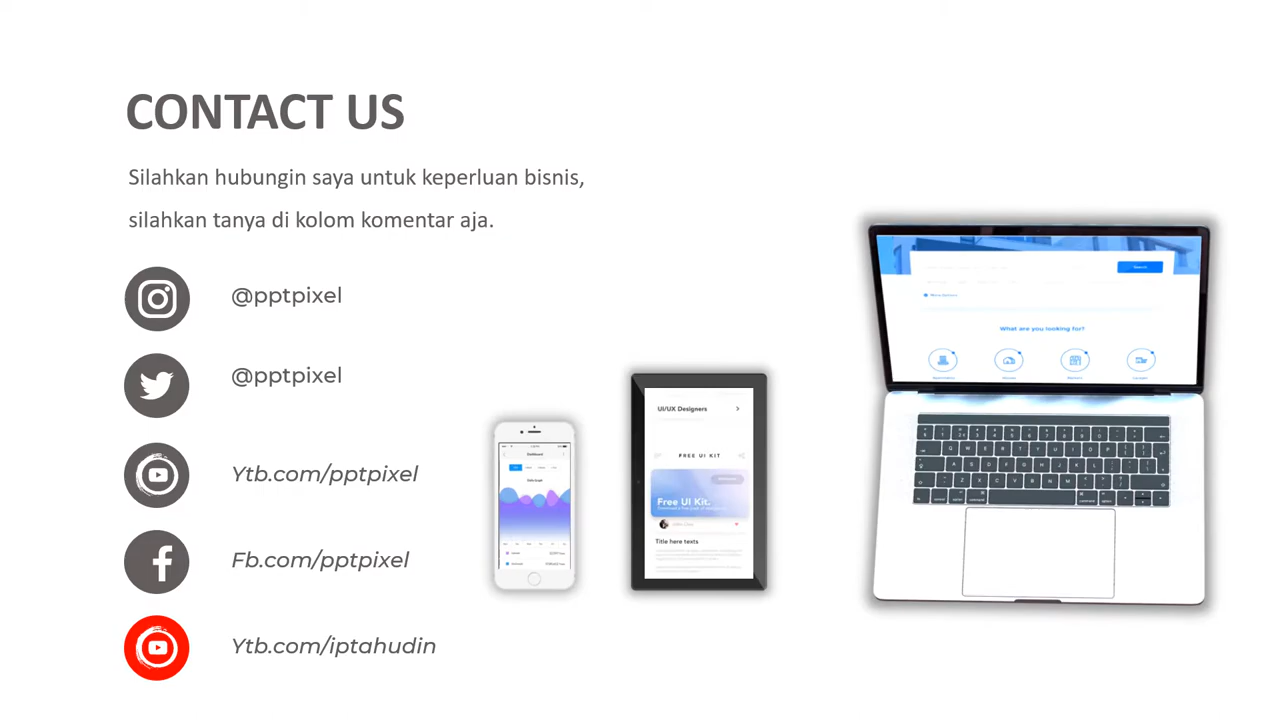 CONTACT US
Silahkan hubungin saya untuk keperluan bisnis,
silahkan tanya di kolom komentar aja.
@pptpixel
@pptpixel
Ytb.com/pptpixel
Fb.com/pptpixel
Ytb.com/iptahudin
Dashboard
UI/UX Designers
FREE UI KIT
Free UI Kit.
Title here texts
What are you looking for?